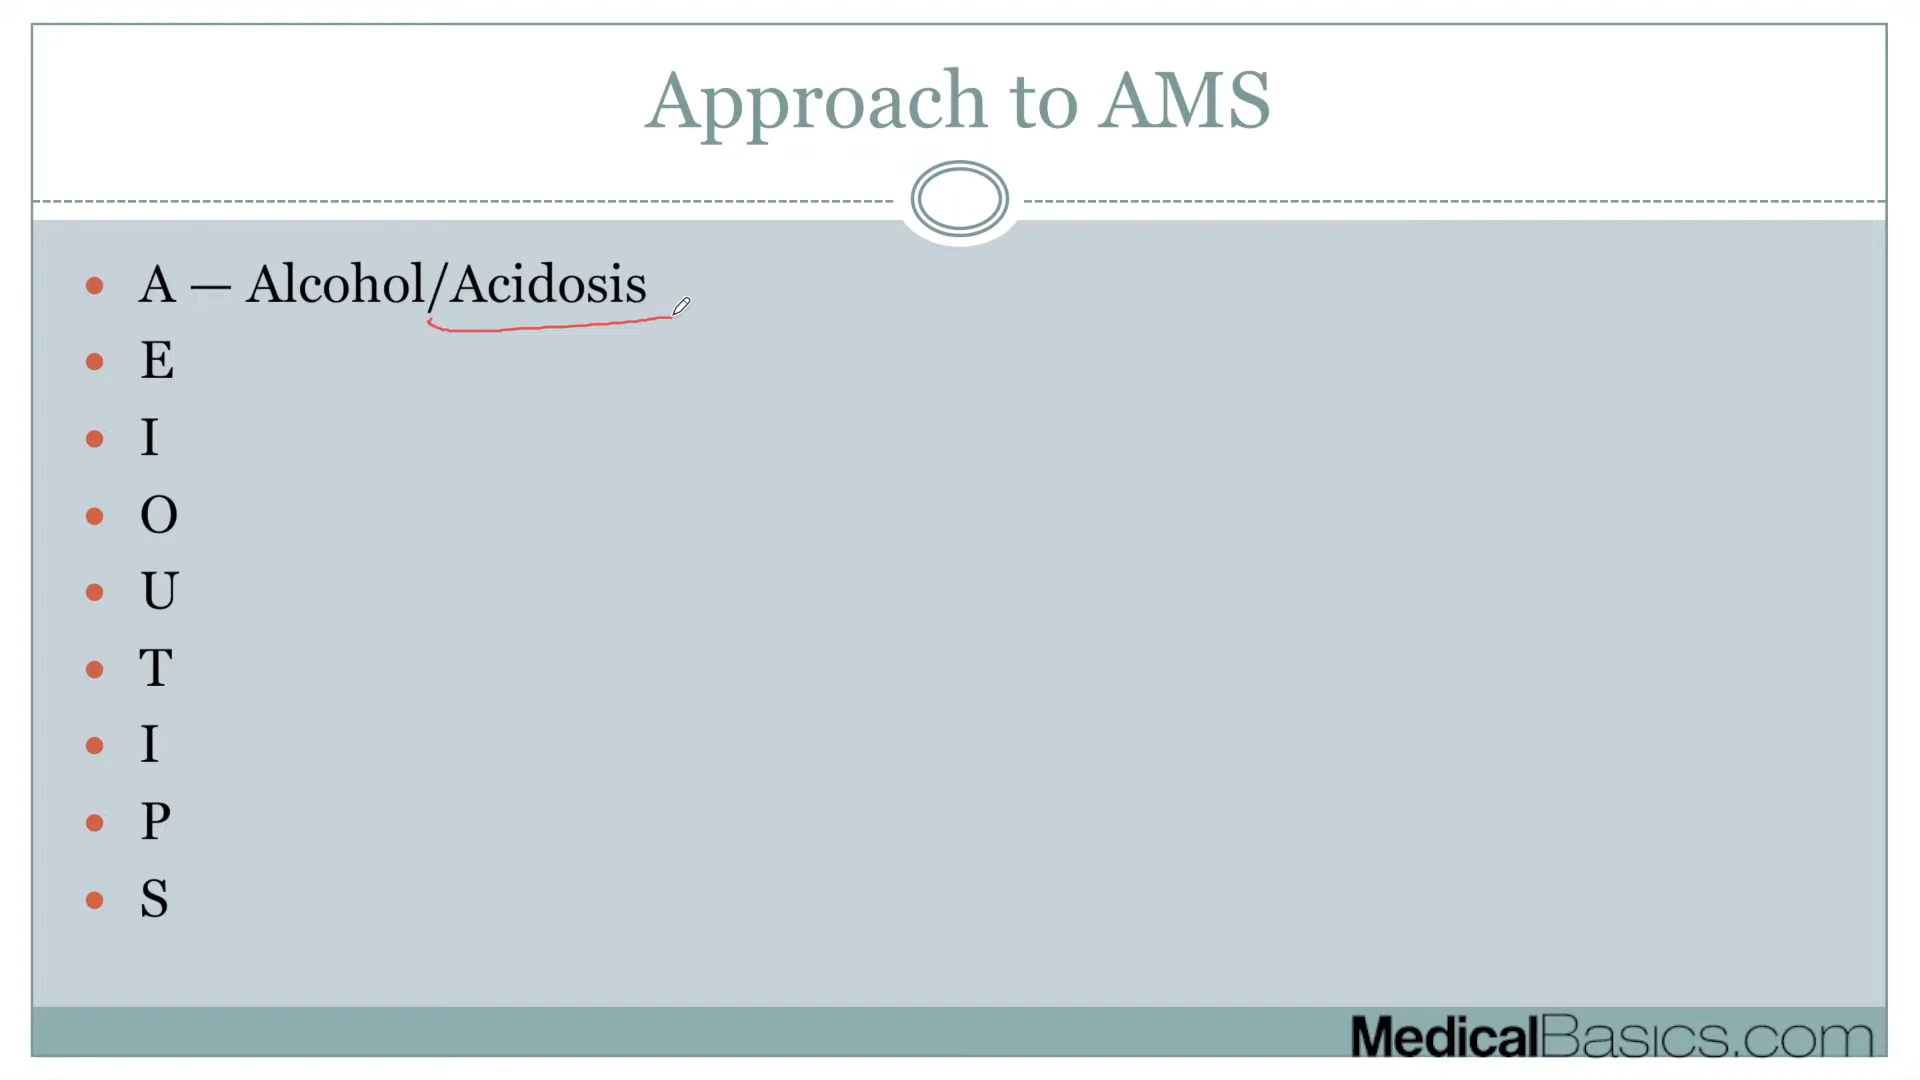 Approach to AMS
A — Alcohol/Acidosis
E
I
O
U
T
I
P
S
MedicalBasics.com